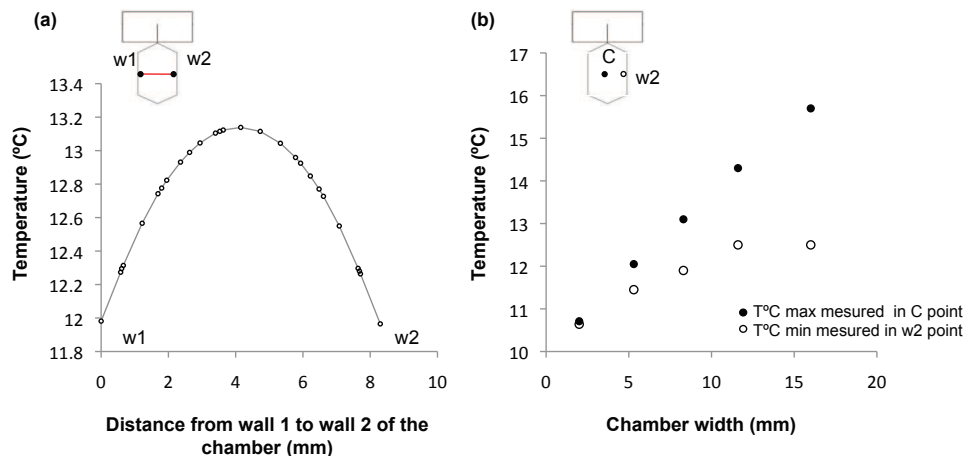 (a)
w1
w2
13.4
13.2
13
12.8
12.6
12.4
12.2
12
11.8
Temperature (ºC)
w1
w2
0
2
4
6
8
10
Distance from wall 1 to wall 2 of the
chamber (mm)
(b)
C
w2
17
16
15
14
13
12
11
10
Temperature (ºC)
TºC max mesured in C point
TºC min mesured in w2 point
0
5
10
15
20
Chamber width (mm)